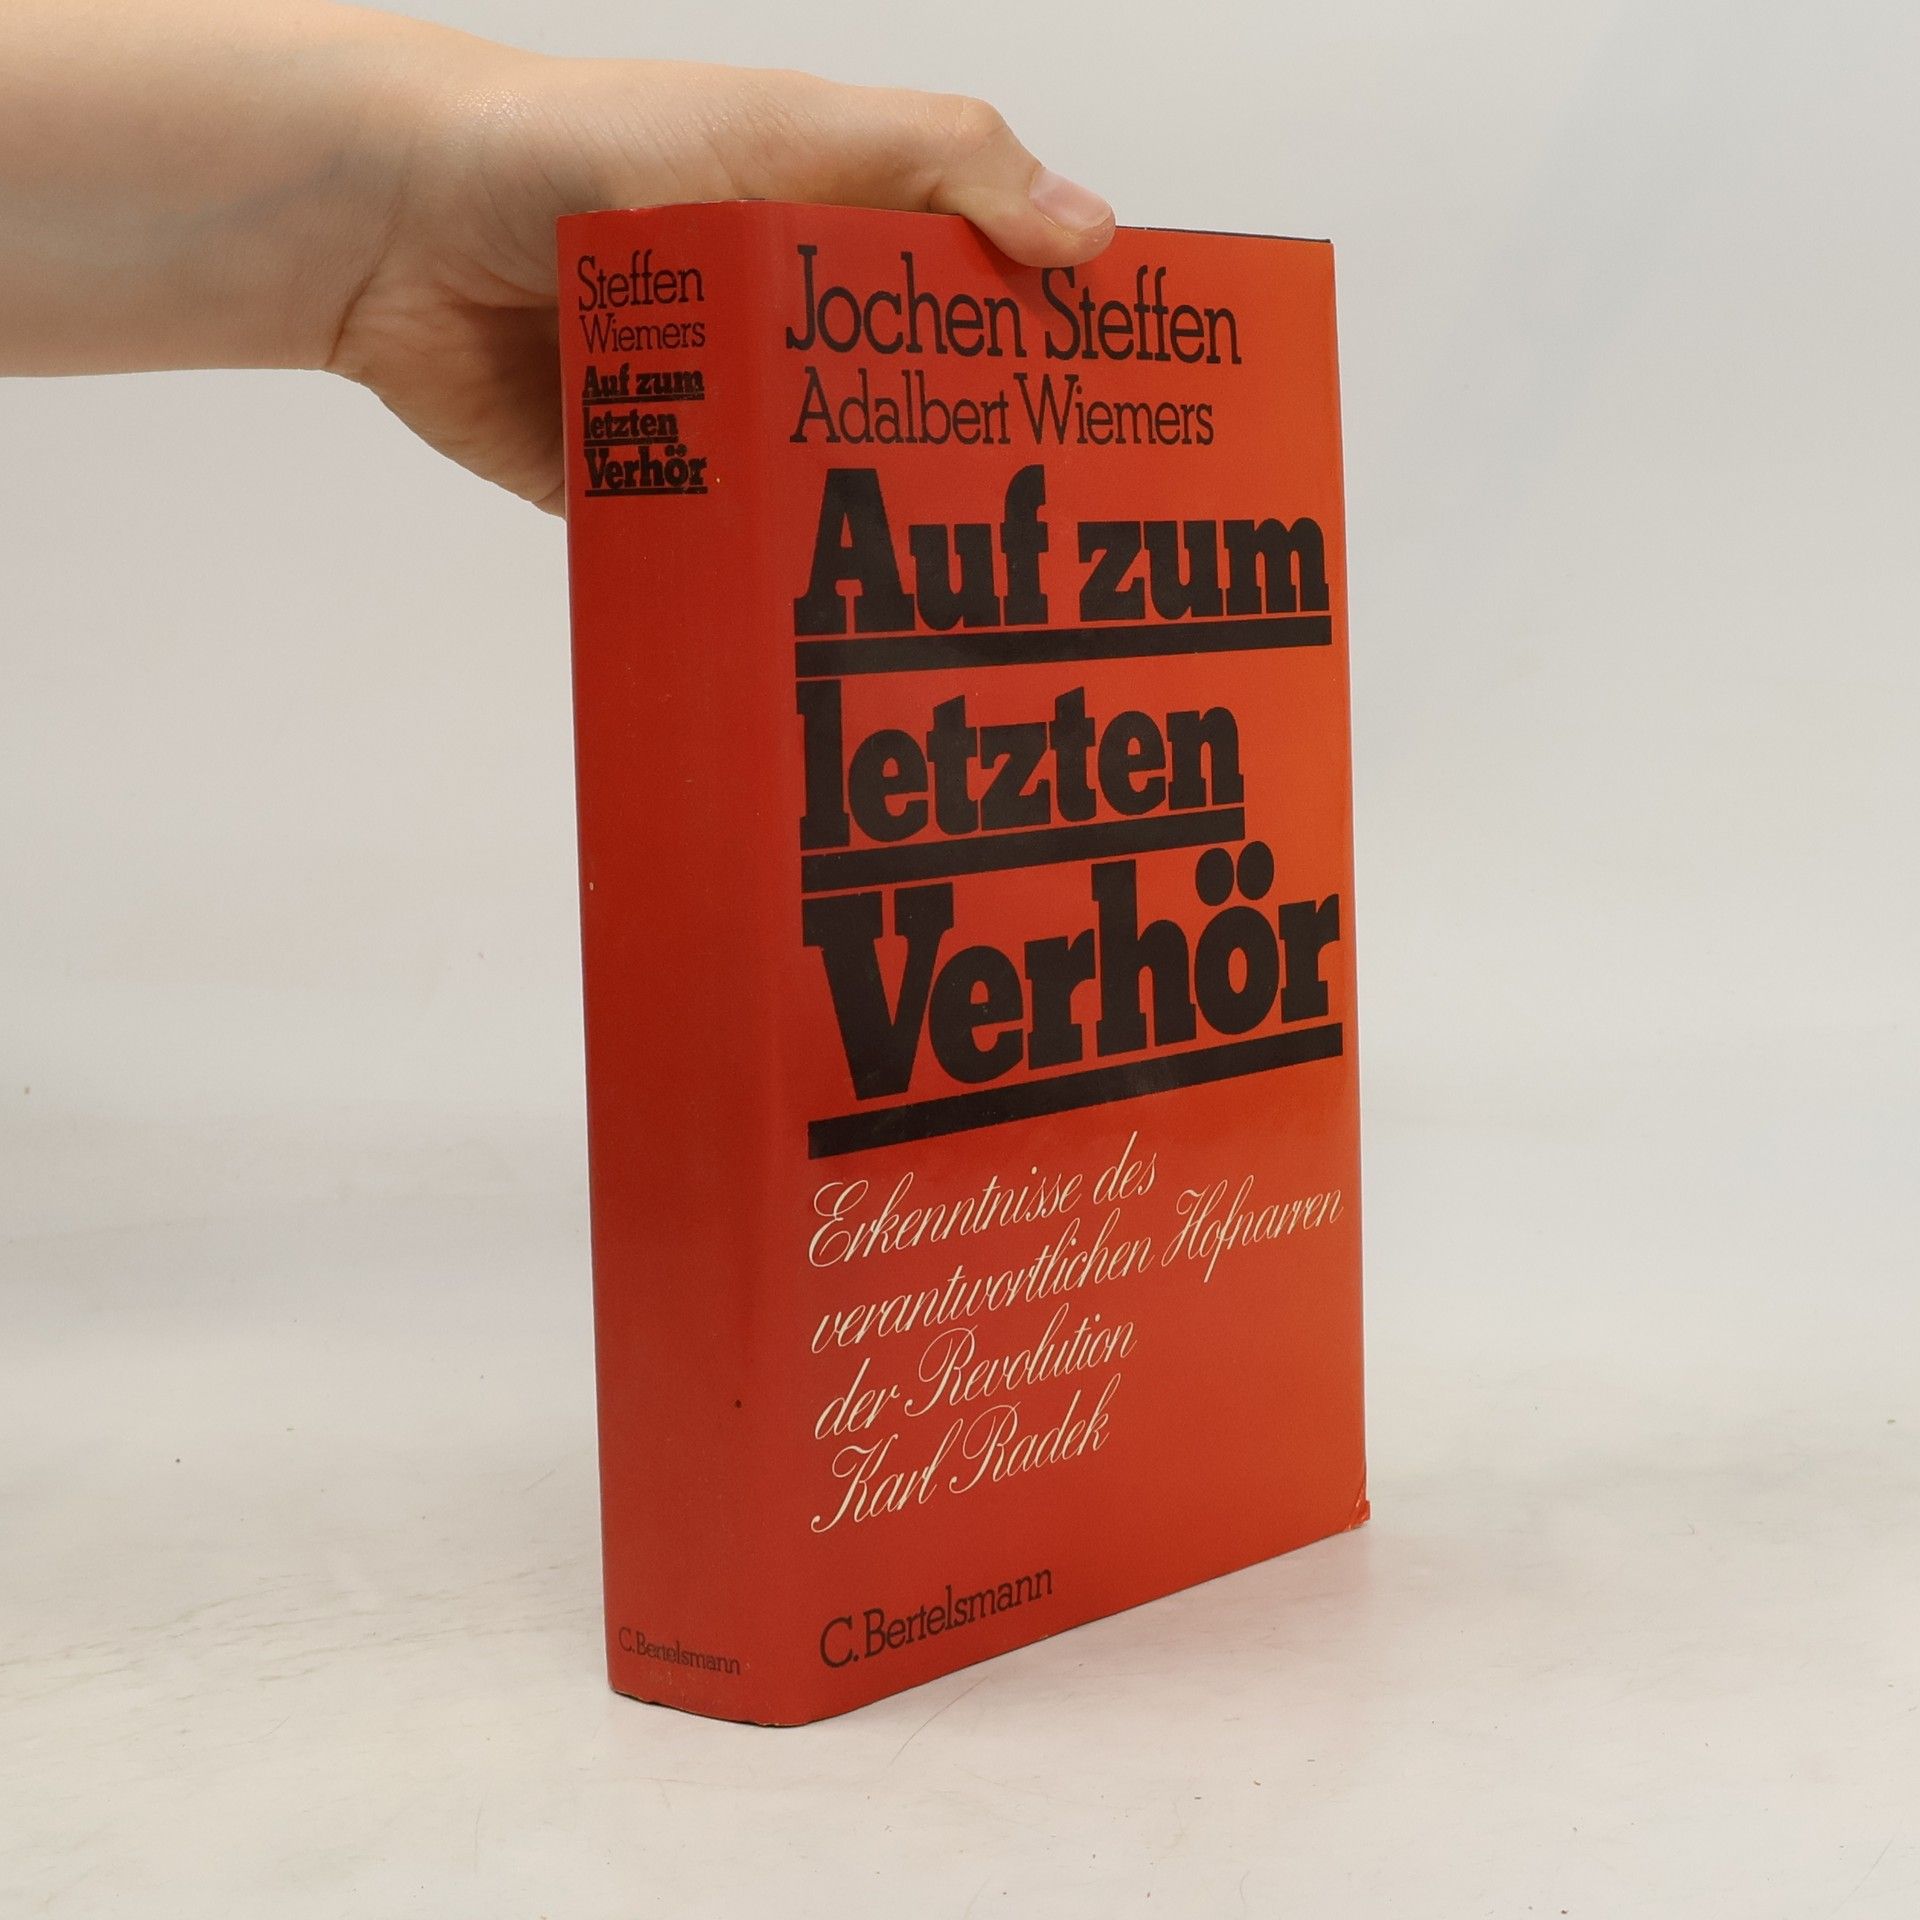 Steffen
Wiemers
Auf zum
letzten
Verhör
C. Bertelsmann
Jochen Steffen
Adalbert Wiemers
Auf zum
letzten
Verhör
Erkenntnisse des
verantwortlichen Hofnarren
der Revolution
Karl Radek
C. Bertelsmann